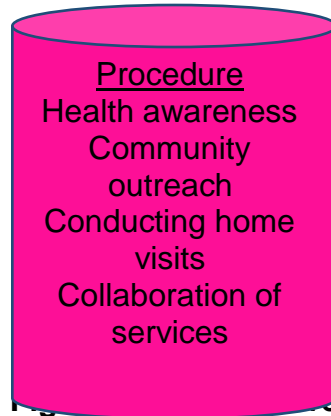 Procedure
Health awareness
Community
outreach
Conducting home
visits
Collaboration of
services